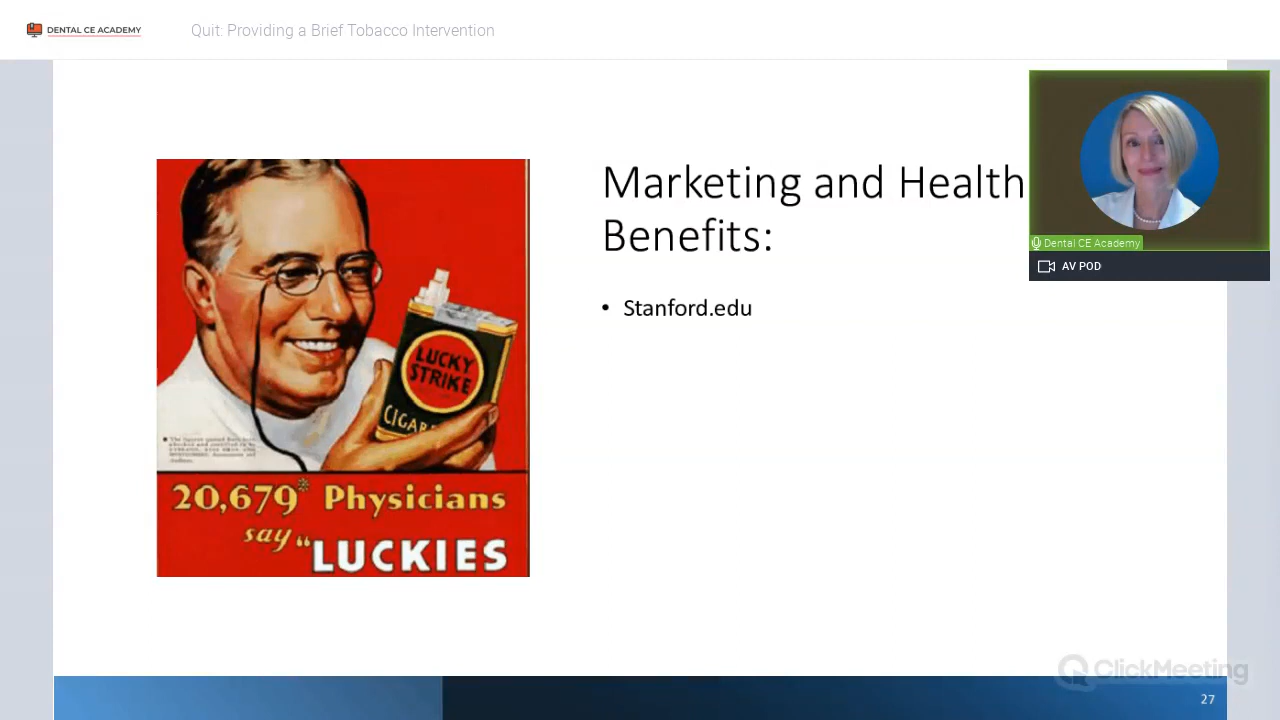 DENTAL CE ACADEMY
Quit: Providing a Brief Tobacco Intervention
Marketing and Health
Benefits:
• Stanford.edu
LUCKY
STRIKE
CIGAR
20,679* Physicians
say "LUCKIES
Dental CE Academy
AV POD
ClickMeeting
27